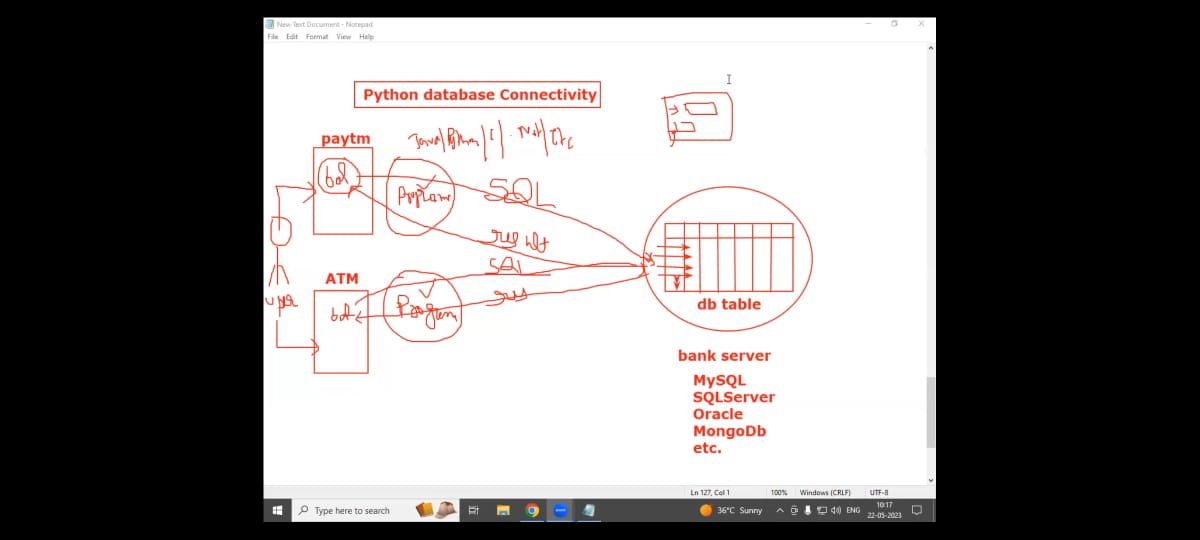 New Text Document - Notepad
File Edit Format View Help
Python database Connectivity
paytm
Java/Python/C/.Net/Etc
bal
Program
SQL
result
SQL
ATM
res
user
bal
Program
db table
bank server
MySQL
SQLServer
Oracle
MongoDb
etc.
Ln 127, Col 1 100% Windows (CRLF) UTF-8
Type here to search
36°C Sunny ENG
10:17
22-05-2023